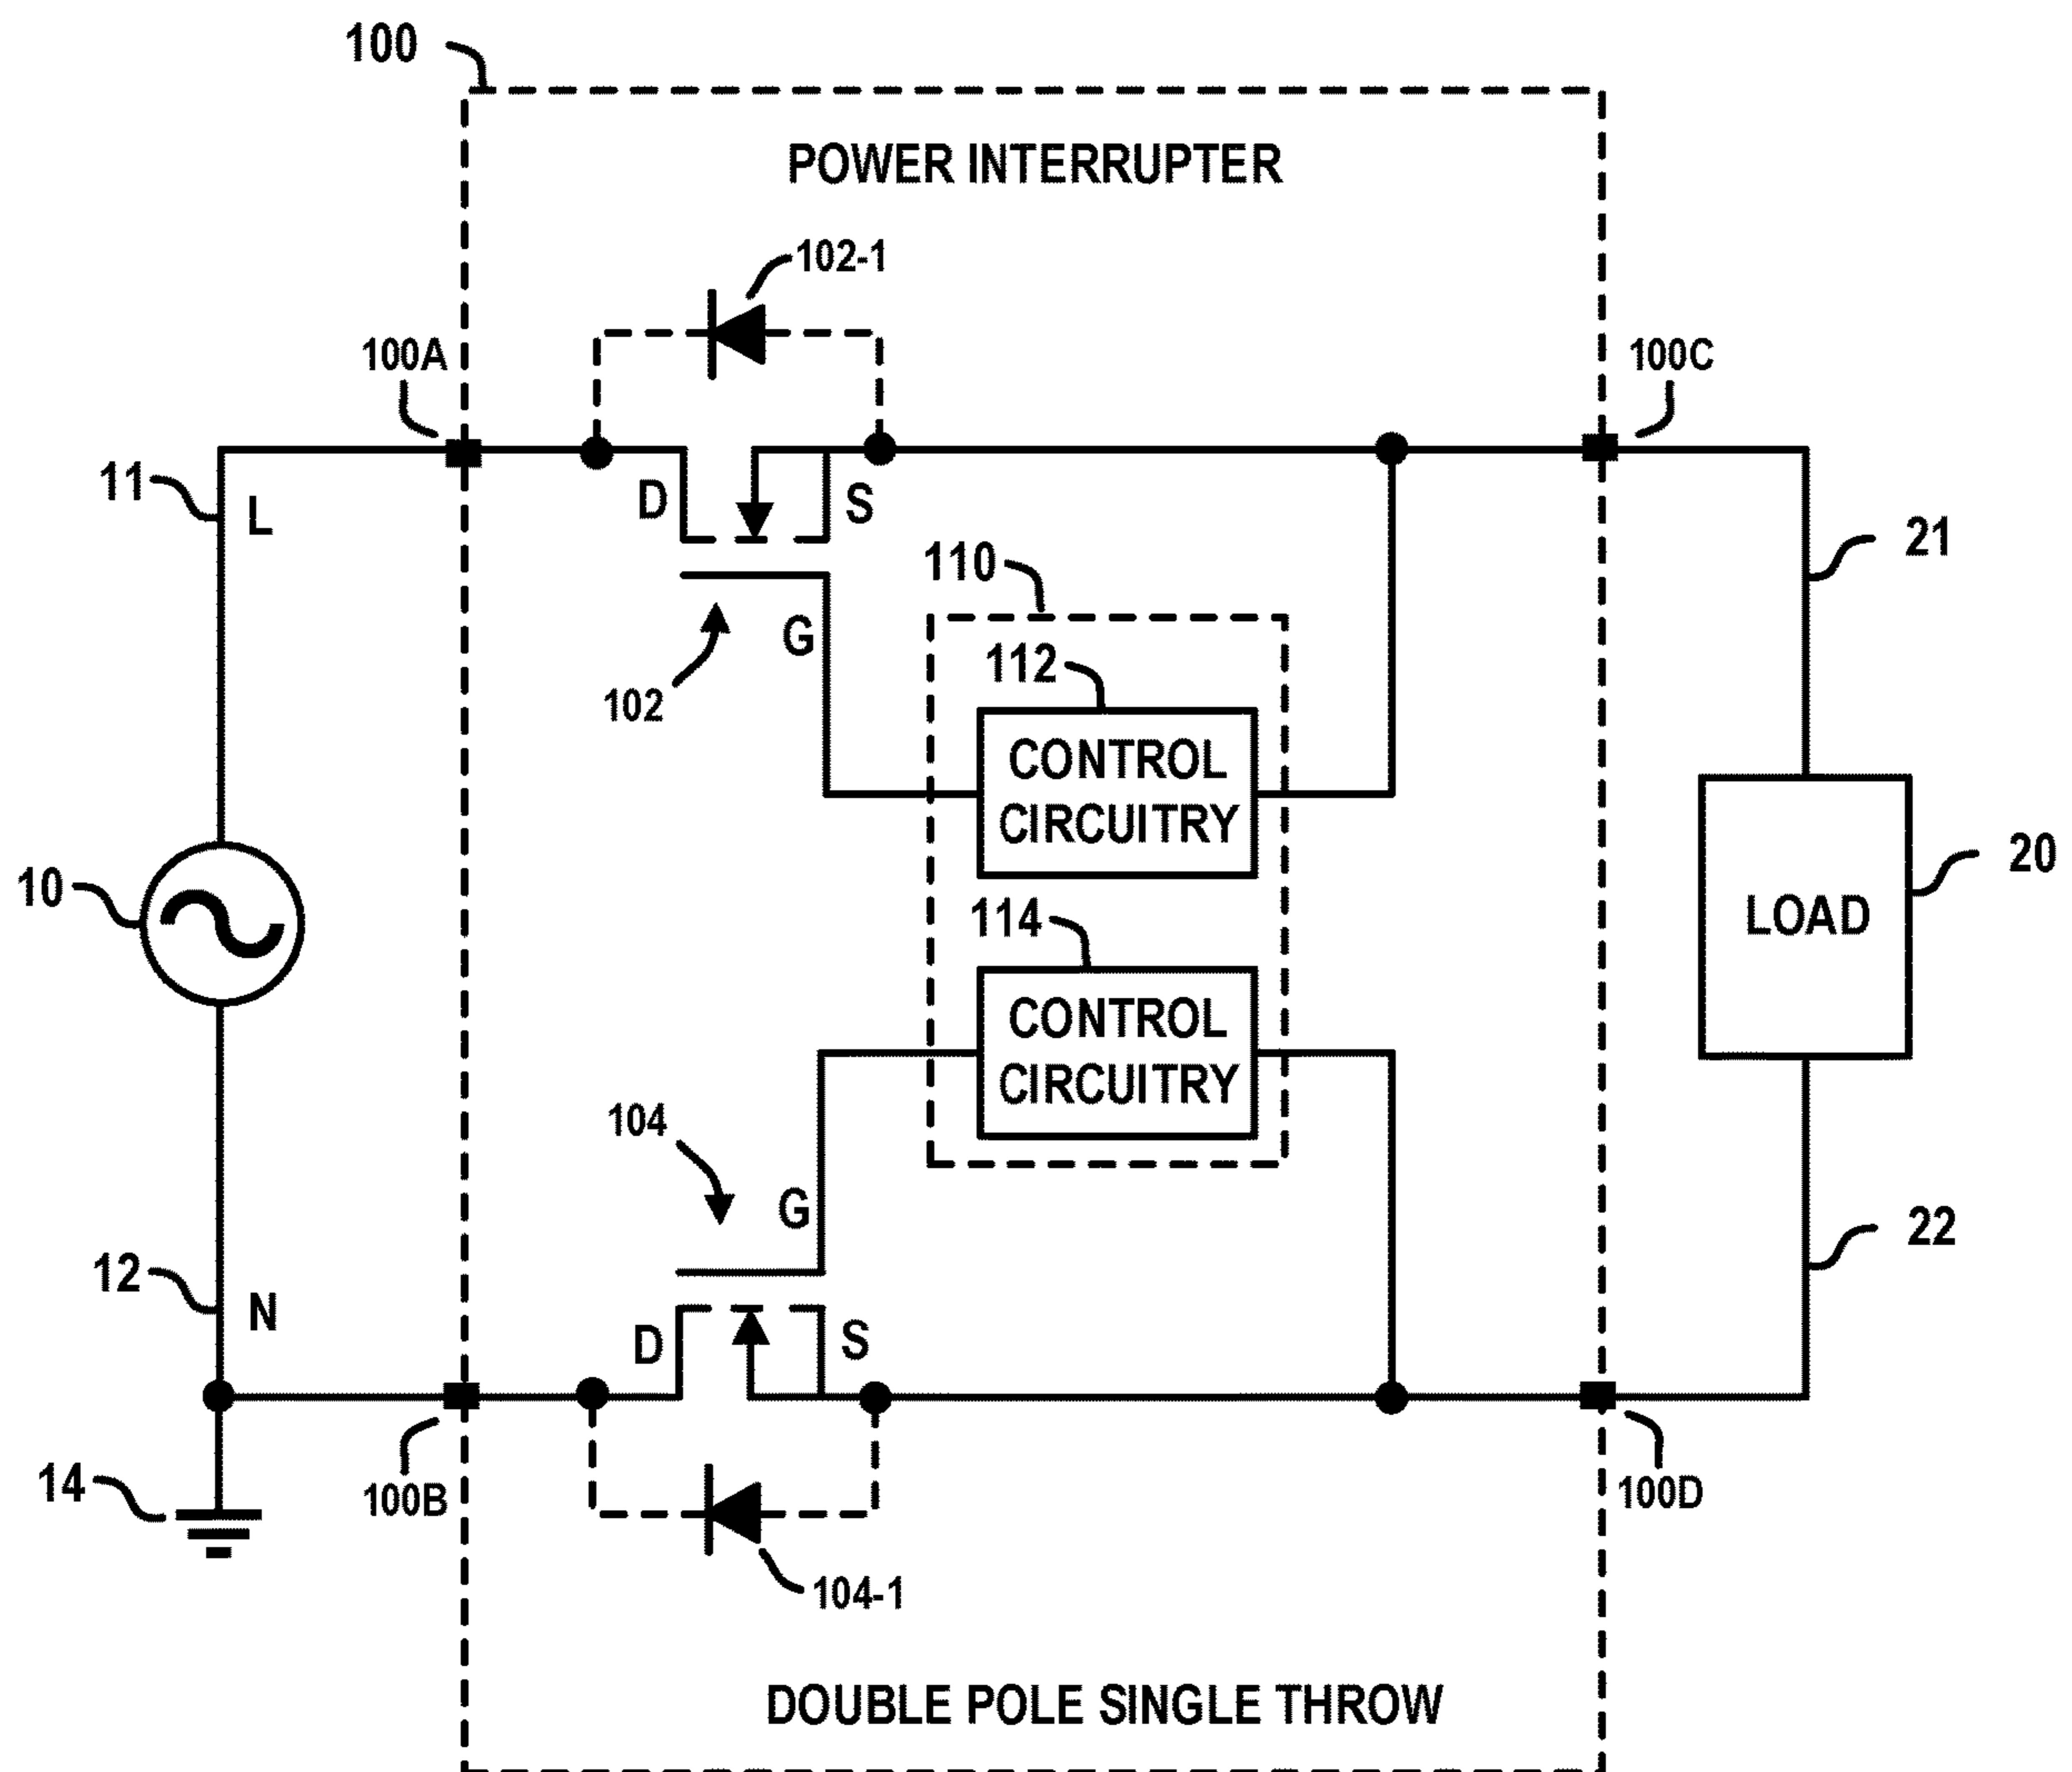 100
POWER INTERRUPTER
102-1
100A
100C
11
L
D
S
21
110
G
112
102
CONTROL
CIRCUITRY
10
20
LOAD
114
CONTROL
CIRCUITRY
104
G
22
12
N
D
S
14
100B
100D
104-1
DOUBLE POLE SINGLE THROW